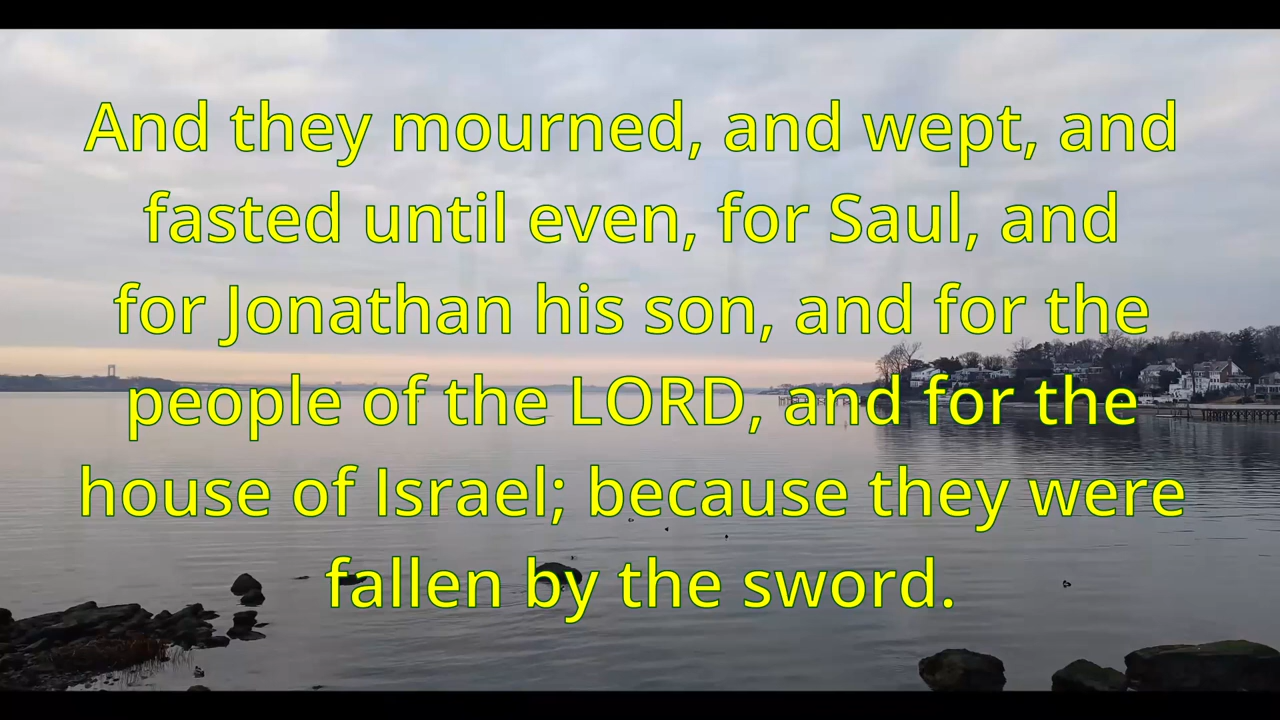 And they mourned, and wept, and
fasted until even, for Saul, and
for Jonathan his son, and for the
people of the LORD, and for the
house of Israel; because they were
fallen by the sword.